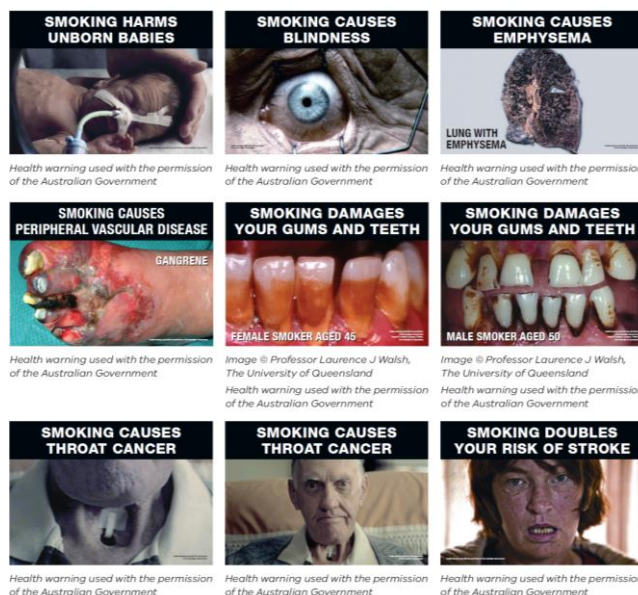 SMOKING HARMS
UNBORN BABIES
SMOKING CAUSES
BLINDNESS
SMOKING CAUSES
EMPHYSEMA
LUNG WITH
EMPHYSEMA
Health warning used with the permission
of the Australian Government
Health warning used with the permission
of the Australian Government
Health warning used with the permission
of the Australian Government
SMOKING CAUSES
PERIPHERAL VASCULAR DISEASE
GANGRENE
SMOKING DAMAGES
YOUR GUMS AND TEETH
FEMALE SMOKER AGED 45
SMOKING DAMAGES
YOUR GUMS AND TEETH
MALE SMOKER AGED 50
Health warning used with the permission
of the Australian Government
Image © Professor Laurence J Walsh,
The University of Queensland
Health warning used with the permission
of the Australian Government
Image © Professor Laurence J Walsh,
The University of Queensland
Health warning used with the permission
of the Australian Government
SMOKING CAUSES
THROAT CANCER
SMOKING CAUSES
THROAT CANCER
SMOKING DOUBLES
YOUR RISK OF STROKE
Health warning used with the permission
of the Australian Government
Health warning used with the permission
of the Australian Government
Health warning used with the permission
of the Australian Government